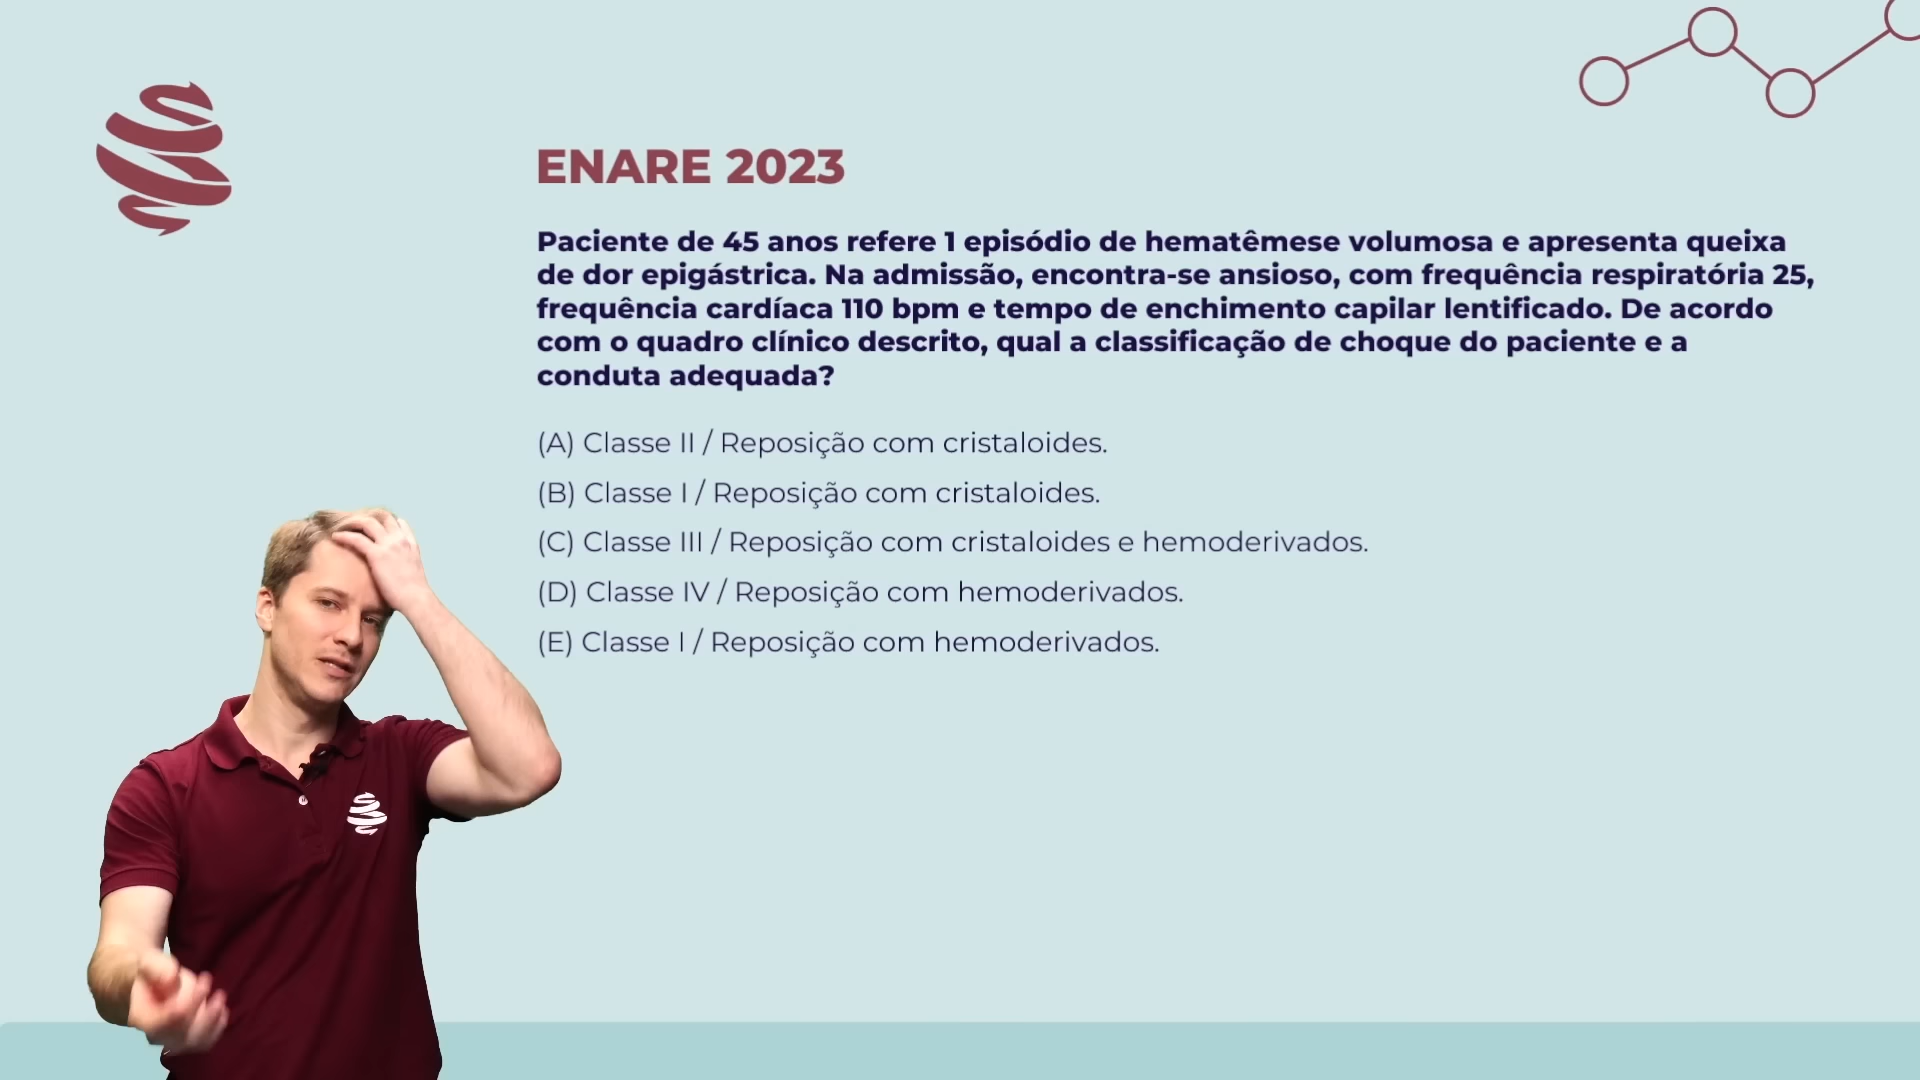 ENARE 2023
Paciente de 45 anos refere 1 episódio de hematêmese volumosa e apresenta queixa
de dor epigástrica. Na admissão, encontra-se ansioso, com frequência respiratória 25,
frequência cardíaca 110 bpm e tempo de enchimento capilar lentificado. De acordo
com o quadro clínico descrito, qual a classificação de choque do paciente e a
conduta adequada?
(A) Classe II / Reposição com cristaloides.
(B) Classe I / Reposição com cristaloides.
(C) Classe III / Reposição com cristaloides e hemoderivados.
(D) Classe IV / Reposição com hemoderivados.
(E) Classe I / Reposição com hemoderivados.